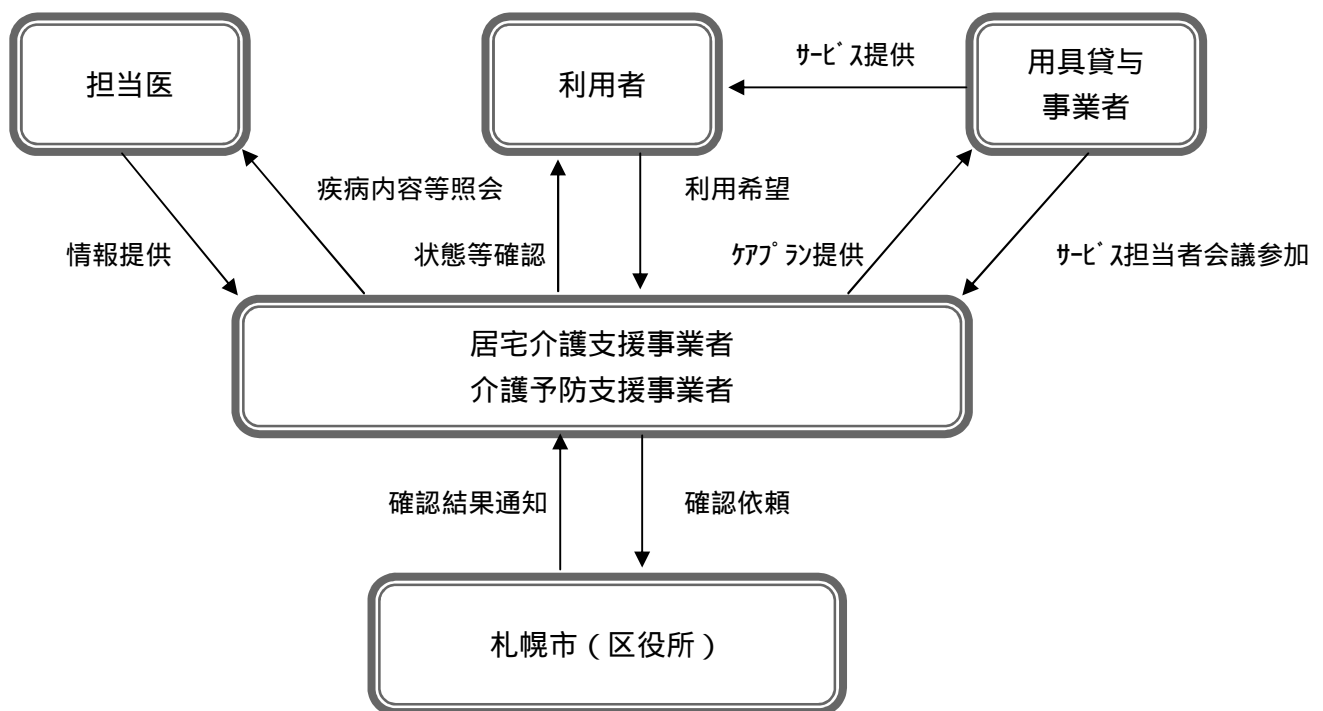 担当医
利用者
用具貸与
事業者
ｻｰﾋﾞｽ提供
疾病内容等照会
利用希望
情報提供
状態等確認
ｹｱﾌﾟﾗﾝ提供
ｻｰﾋﾞｽ担当者会議参加
居宅介護支援事業者
介護予防支援事業者
確認結果通知
確認依頼
札幌市（区役所）